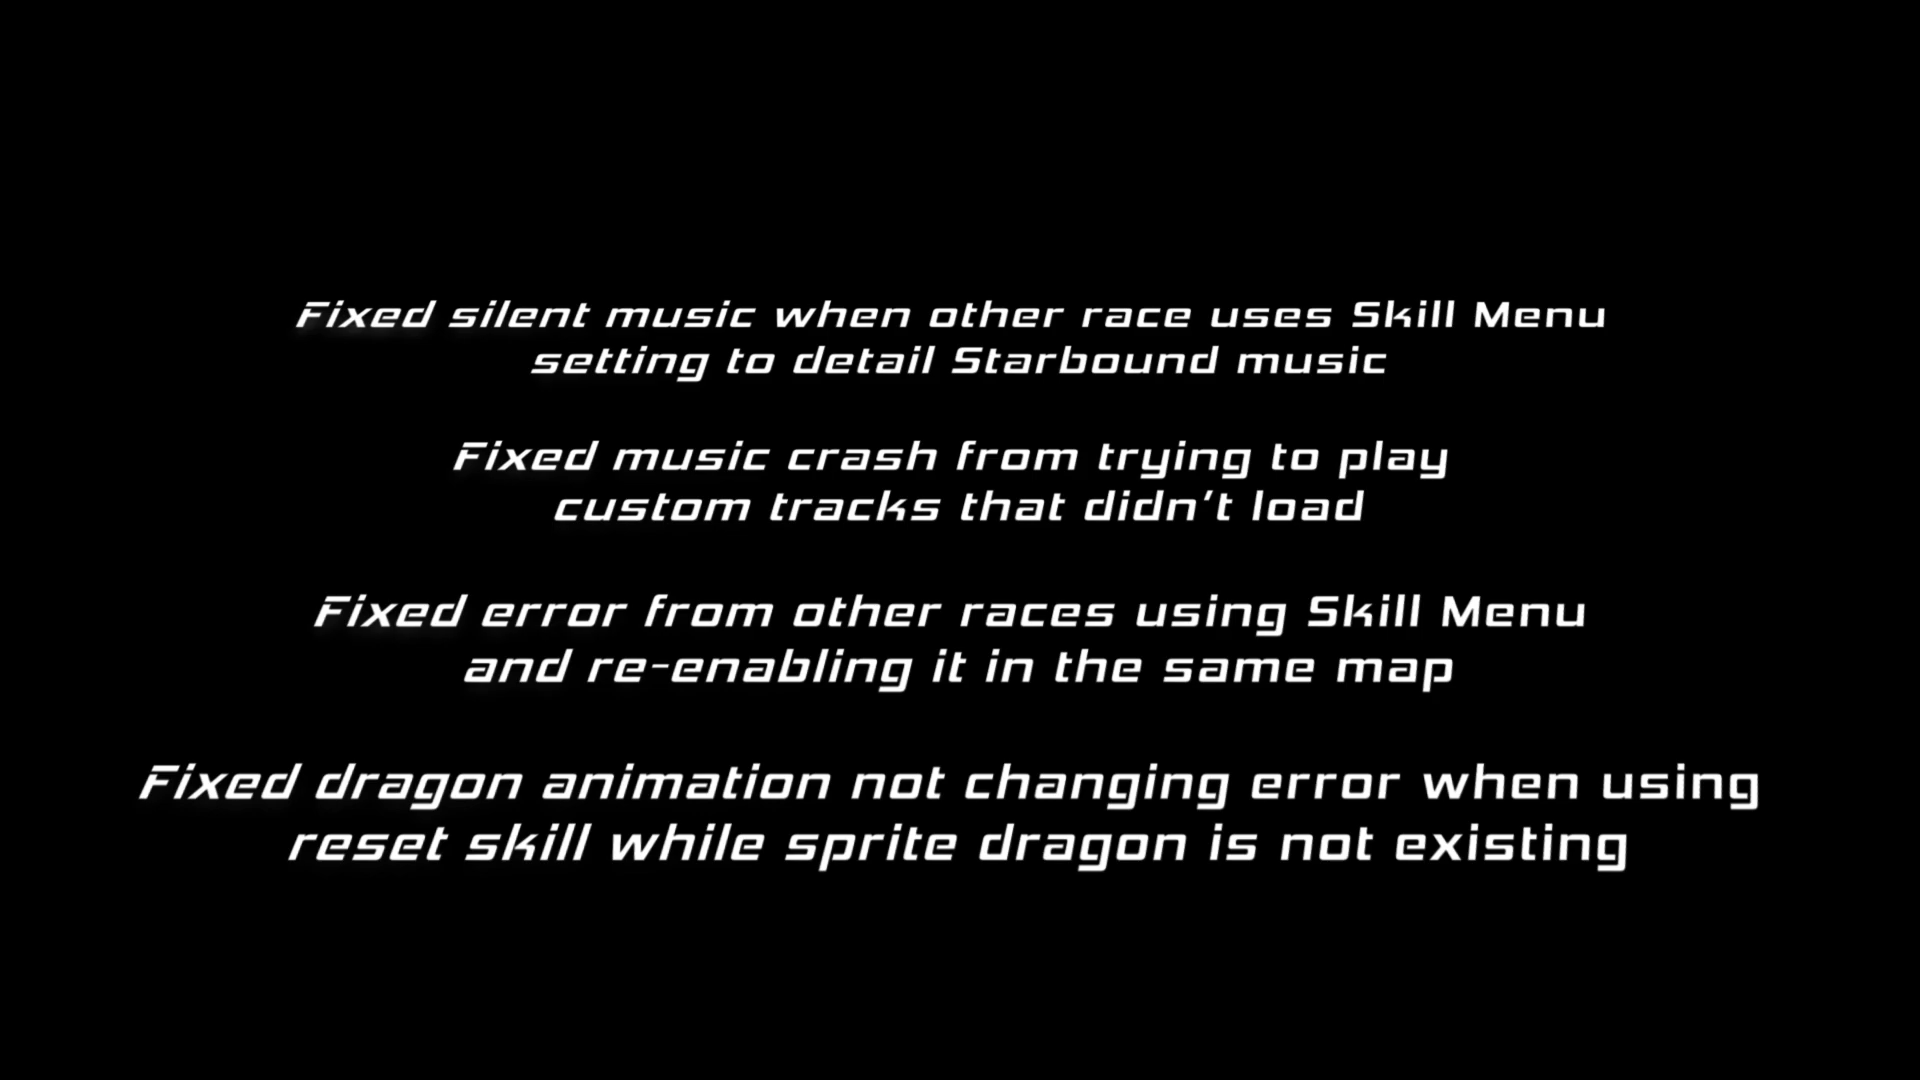 Fixed silent music when other race uses Skill Menu
setting to detail Starbound music
Fixed music crash from trying to play
custom tracks that didn't load
Fixed error from other races using Skill Menu
and re-enabling it in the same map
Fixed dragon animation not changing error when using
reset skill while sprite dragon is not existing